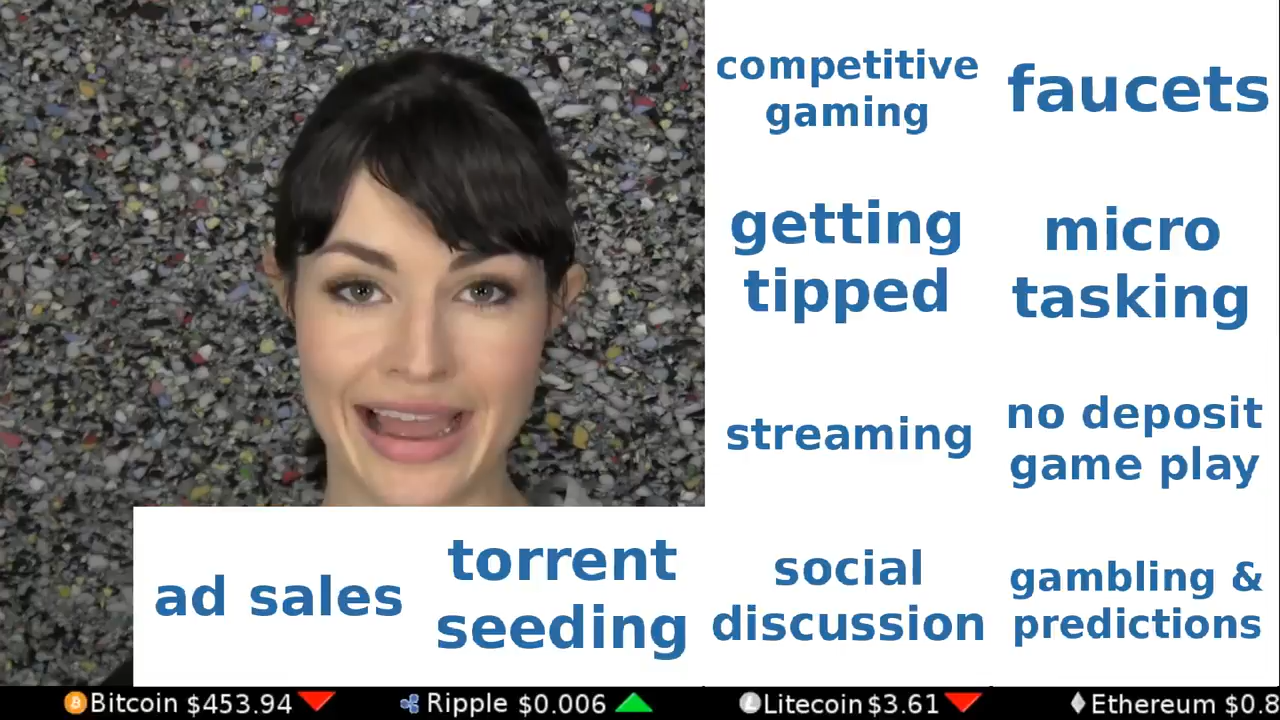 competitive
gaming
faucets
getting
tipped
micro
tasking
streaming
no deposit
game play
ad sales
torrent
seeding
social
discussion
gambling &
predictions
Bitcoin $453.94 Ripple $0.006 Litecoin $3.61 Ethereum $0.8